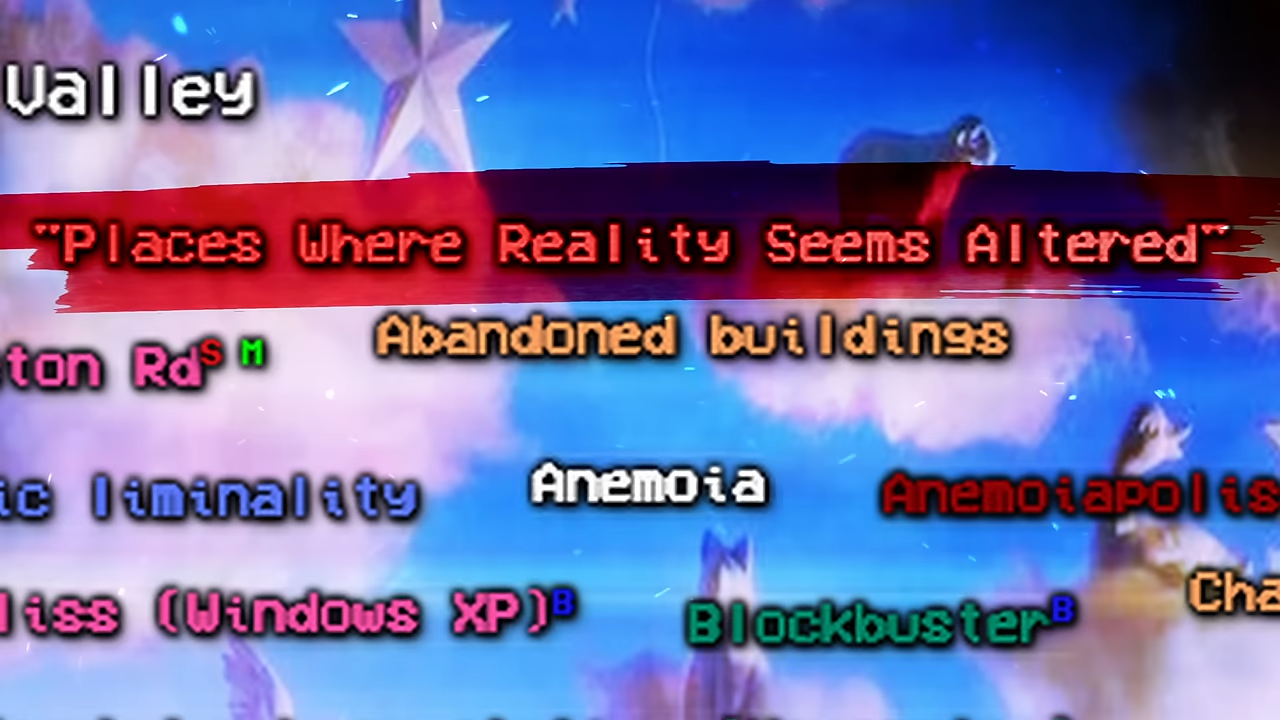 Valley
"Places Where Reality Seems Altered"
ton Rd S M
Abandoned buildings
ic liminality
Anemoia
Anemoiapolis
liss (Windows XP) B
Blockbuster B
Cha